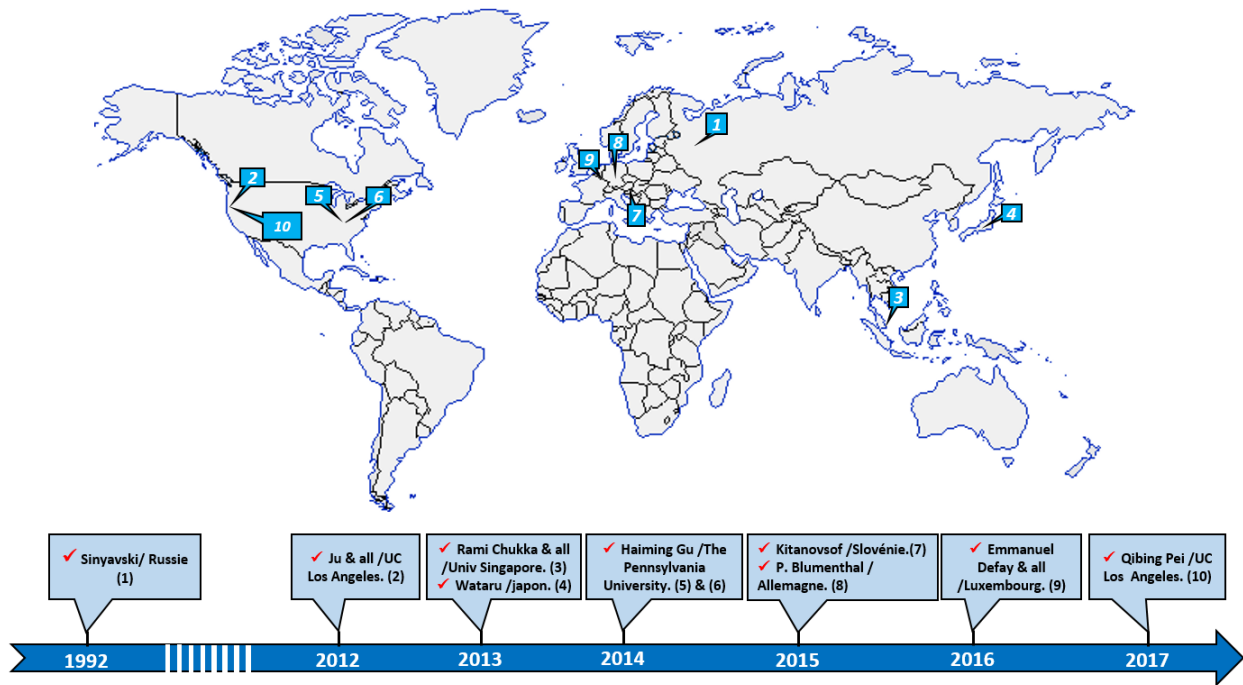 1
8
9
2
5
6
10
7
4
3
✓ Sinyavski/ Russie
(1)
✓ Ju & all /UC
Los Angeles. (2)
✓ Rami Chukka & all
/Univ Singapore. (3)
✓ Wataru /japon. (4)
✓ Haiming Gu /The
Pennsylvania
University. (5) & (6)
✓ Kitanovsof /Slovénie.(7)
✓ P. Blumenthal /
Allemagne. (8)
✓ Emmanuel
Defay & all
/Luxembourg. (9)
✓ Qibing Pei /UC
Los Angeles. (10)
1992
2012
2013
2014
2015
2016
2017